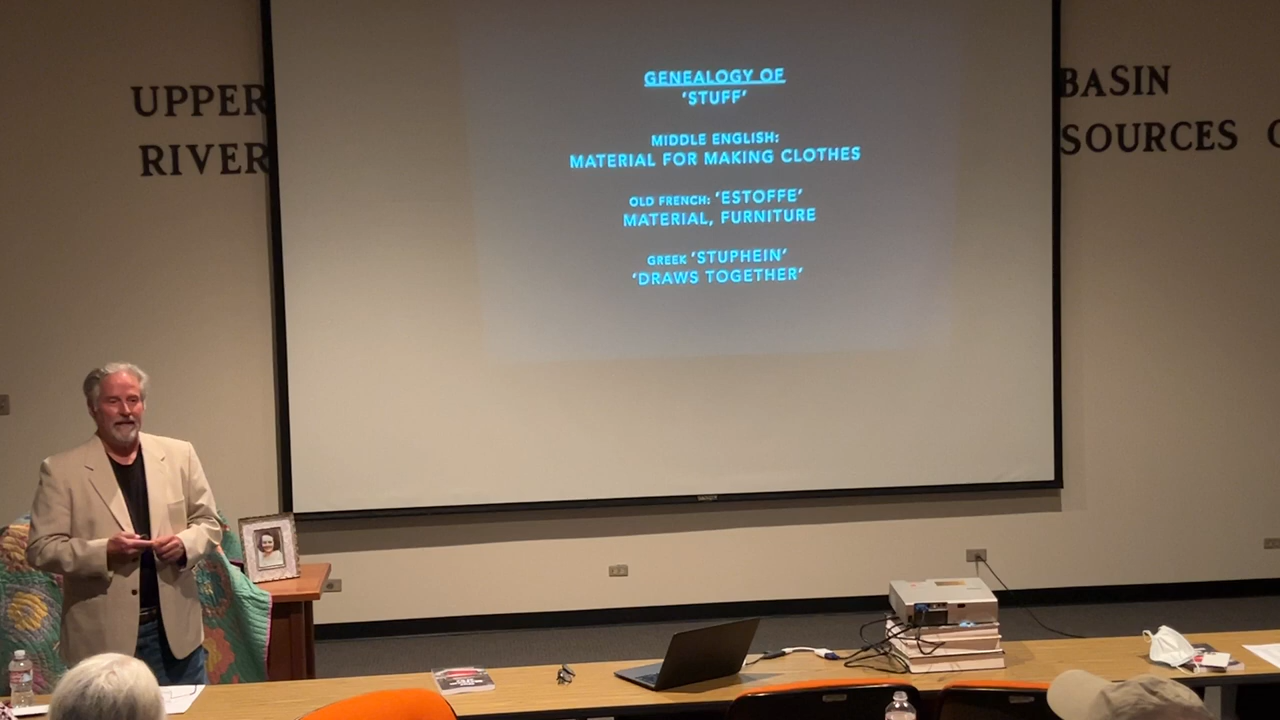 GENEALOGY OF
'STUFF'
MIDDLE ENGLISH:
MATERIAL FOR MAKING CLOTHES
OLD FRENCH: 'ESTOFFE'
MATERIAL, FURNITURE
GREEK 'STUPHEIN'
'DRAWS TOGETHER'
UPPER BASIN
RIVER SOURCES C